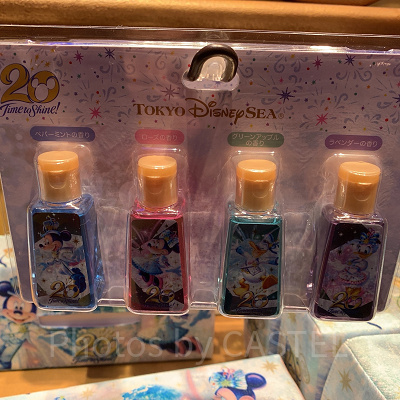 20
Time to Shine!
TOKYO DISNEY SEA
ペパーミントの香り
ローズの香り
グリーンアップル
の香り
ラベンダーの香り
20
20
20
20
Photos by CASTEL